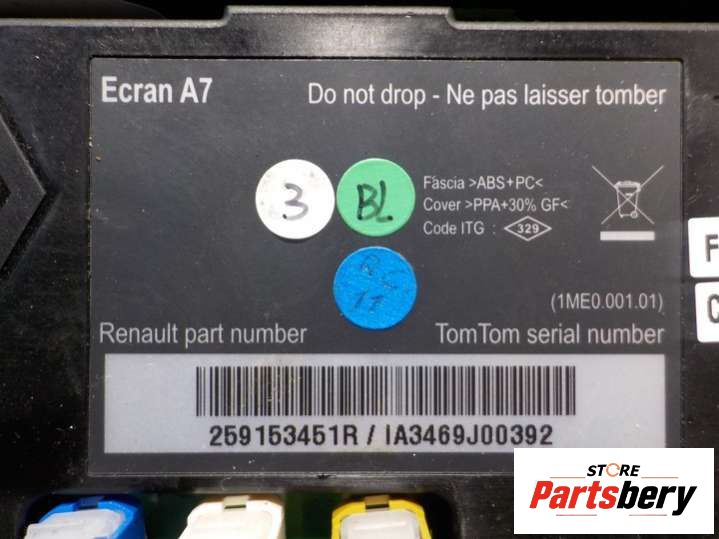 Ecran A7
Do not drop - Ne pas laisser tomber
3
BL
Fascia >ABS+PC<
Cover >PPA+30% GF<
Code ITG : 329
11
(1ME0.001.01)
Renault part number
TomTom serial number
259153451R / IA3469J00392
F
STORE
Partsbery